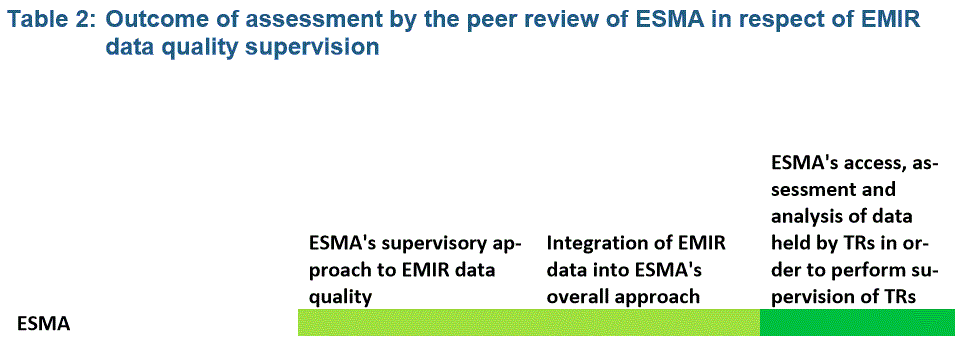 Table 2: Outcome of assessment by the peer review of ESMA in respect of EMIR
data quality supervision
ESMA's supervisory ap-
proach to EMIR data
quality
Integration of EMIR
data into ESMA's
overall approach
ESMA's access, as-
sessment and
analysis of data
held by TRs in or-
der to perform su-
pervision of TRs
ESMA